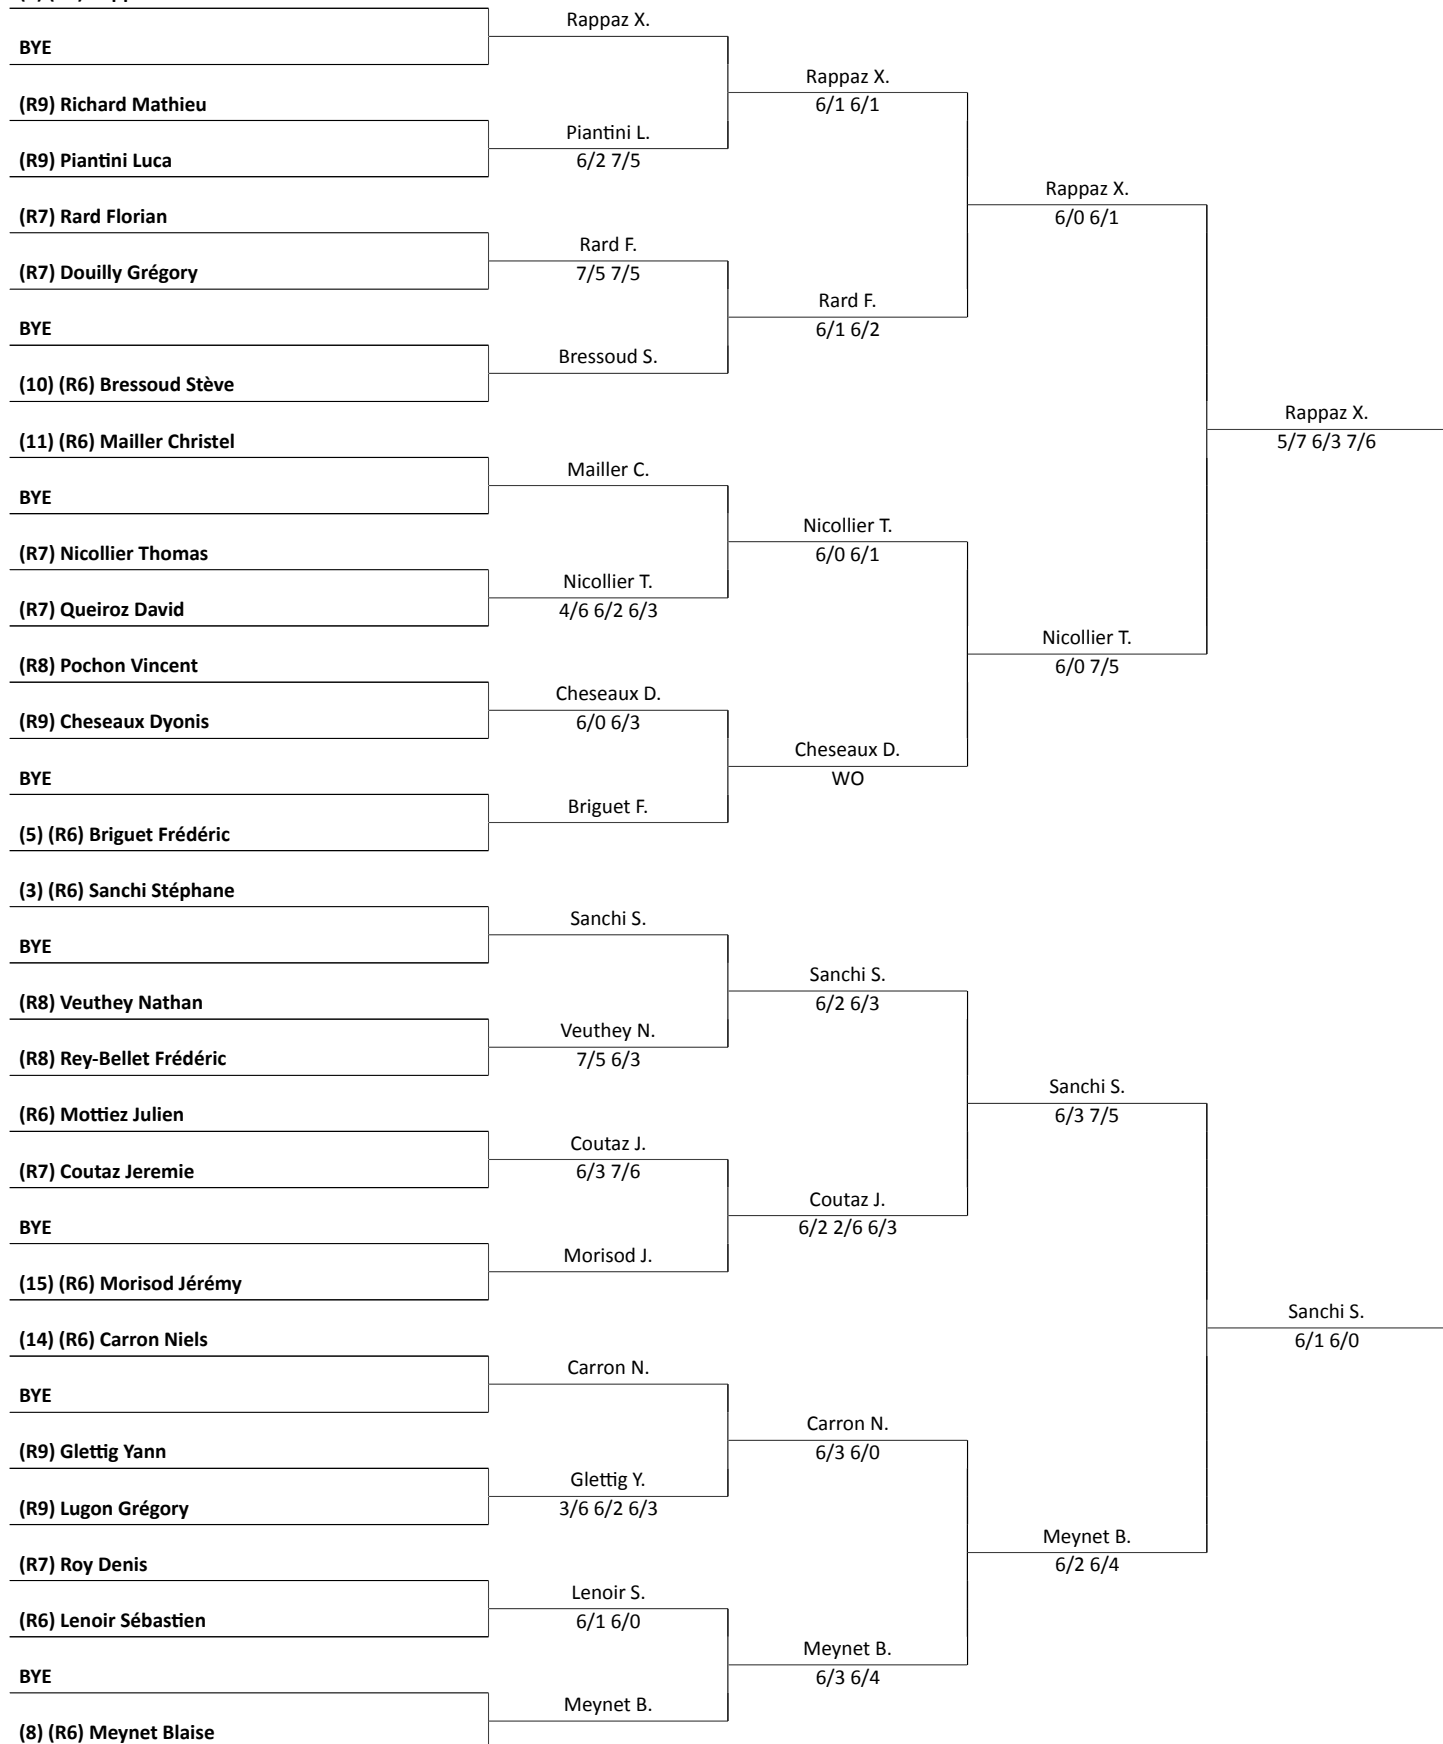 BYE
(R9) Richard Mathieu
(R9) Piantini Luca
(R7) Rard Florian
(R7) Douilly Grégory
BYE
(10) (R6) Bressoud Stève
(11) (R6) Mailler Christel
BYE
(R7) Nicollier Thomas
(R7) Queiroz David
(R8) Pochon Vincent
(R9) Cheseaux Dyonis
BYE
(5) (R6) Briguet Frédéric
(3) (R6) Sanchi Stéphane
BYE
(R8) Veuthey Nathan
(R8) Rey-Bellet Frédéric
(R6) Mottiez Julien
(R7) Coutaz Jeremie
BYE
(15) (R6) Morisod Jérémy
(14) (R6) Carron Niels
BYE
(R9) Glettig Yann
(R9) Lugon Grégory
(R7) Roy Denis
(R6) Lenoir Sébastien
BYE
(8) (R6) Meynet Blaise
Rappaz X.
Piantini L.
6/2 7/5
Rard F.
7/5 7/5
Bressoud S.
Mailler C.
Nicollier T.
4/6 6/2 6/3
Cheseaux D.
6/0 6/3
Briguet F.
Sanchi S.
Veuthey N.
7/5 6/3
Coutaz J.
6/3 7/6
Morisod J.
Carron N.
Glettig Y.
3/6 6/2 6/3
Lenoir S.
6/1 6/0
Meynet B.
Rappaz X.
6/1 6/1
Rard F.
6/1 6/2
Nicollier T.
6/0 6/1
Cheseaux D.
WO
Sanchi S.
6/2 6/3
Coutaz J.
6/2 2/6 6/3
Carron N.
6/3 6/0
Meynet B.
6/3 6/4
Rappaz X.
6/0 6/1
Nicollier T.
6/0 7/5
Sanchi S.
6/3 7/5
Meynet B.
6/2 6/4
Rappaz X.
5/7 6/3 7/6
Sanchi S.
6/1 6/0